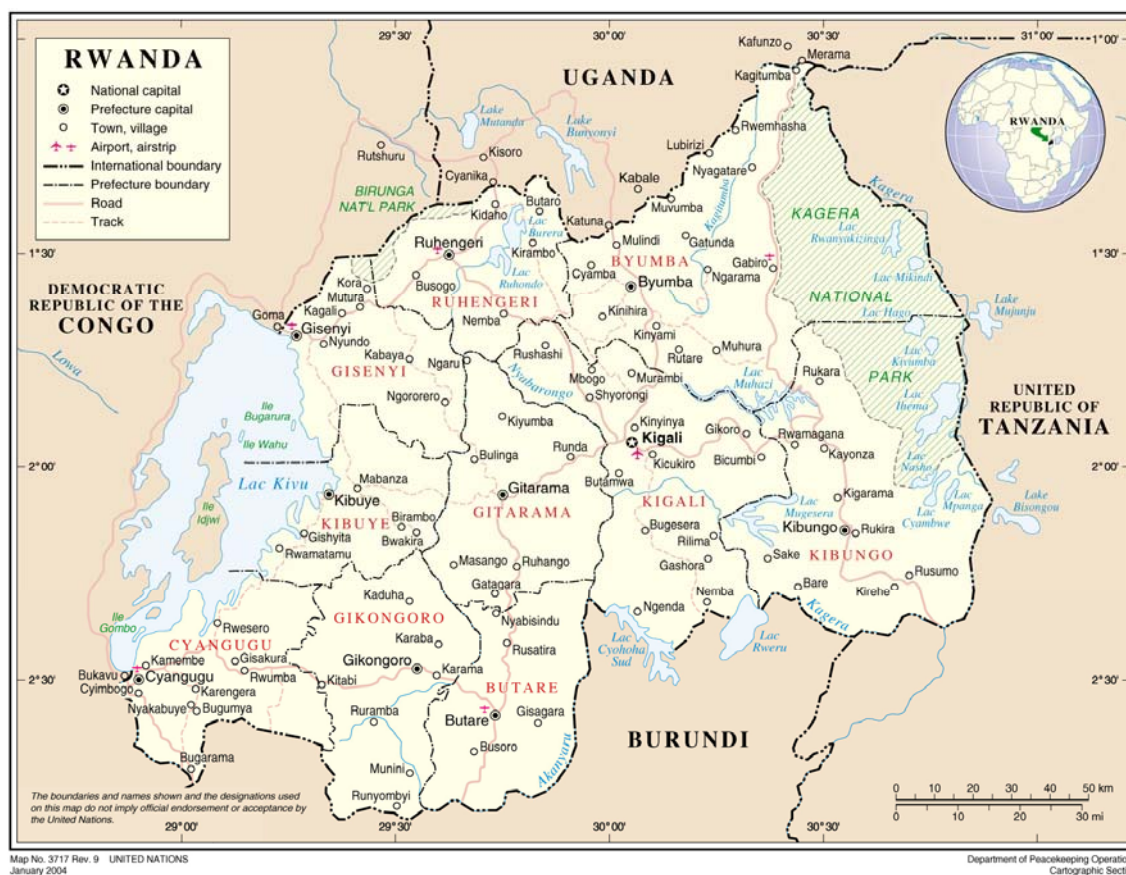 RWANDA
National capital
Prefecture capital
Town, village
Airport, airstrip
International boundary
Prefecture boundary
Road
Track
29°30'
30°00'
30°30'
31°00'
1°00'
1°30'
1°30'
2°00'
2°00'
2°30'
2°30'
29°00'
29°30'
30°00'
30°30'
31°00'
UGANDA
DEMOCRATIC
REPUBLIC OF THE
CONGO
UNITED
REPUBLIC OF
TANZANIA
BURUNDI
RWANDA
Kafunzo
Merama
Kagitumba
Rwemhasha
Lubirizi
Nyagatare
Kagitumba
Kagera
Rutshuru
Lake
Mutanda
Lake
Bunyonyi
Kisoro
Cyanika
Kabale
Muvumba
BIRUNGA
NAT'L PARK
Kidaho
Butaro
Lac
Burera
Katuna
Mulindi
Gatunda
KAGERA
Lac
Rwanyakizinga
Ruhengeri
Kirambo
BYUMBA
Cyamba
Ngarama
Gabiro
Lac Mikindi
Busogo
Lac
Ruhondo
Byumba
RUHENGERI
NATIONAL
Lac Hago
Lake
Mujunju
Kora
Mutura
Kagali
Goma
Gisenyi
Nyundo
Nemba
Kinihira
Kinyami
Kabaya
Ngaru
Rushashi
Rutare
Muhura
Lac
Kivumba
GISENYI
Mbogo
Murambi
Lac
Muhazi
Rukara
PARK
Lac
Ihema
Nyabarongo
Shyorongi
Ngororero
Kiyumba
Kinyinya
Kigali
Gikoro
Rwamagana
Kayonza
Lowa
Ile
Bugarura
Ile Wahu
Runda
Bulinga
Kicukiro
Bicumbi
Butamwa
Lac
Nasho
Lac Kivu
Mabanza
Kibuye
Gitarama
KIGALI
Kigarama
Lac
Mpanga
Lake
Bisongou
Ile
Idjwi
KIBUYE
Birambo
Bwakira
Gishyita
Rwamatamu
GITARAMA
Bugesera
Rilima
Lac
Mugesera
Kibungo
Rukira
Lac
Cyambwe
KIBUNGO
Masango
Ruhango
Gashora
Sake
Rusumo
Gatagara
Bare
Kirehe
Kaduha
Nyabisindu
Ngenda
Nemba
Kagera
Ile
Gombo
Rwesero
GIKONGORO
Karaba
Rusatira
Lac
Cyohoha
Sud
Lac
Rweru
CYANGUGU
Gisakura
Kamembe
Bukavu
Cyangugu
Cyimbogo
Rwumba
Gikongoro
Karama
Kitabi
Karengera
BUTARE
Nyakabuye
Bugumya
Ruramba
Butare
Gisagara
Bugarama
Busoro
Akanyaru
Munini
Runyombyi
The boundaries and names shown and the designations used
on this map do not imply official endorsement or acceptance by
the United Nations.
0 10 20 30 40 50 km
0 10 20 30 mi
Map No. 3717 Rev. 9 UNITED NATIONS
January 2004
Department of Peacekeeping Operatio
Cartographic Secti